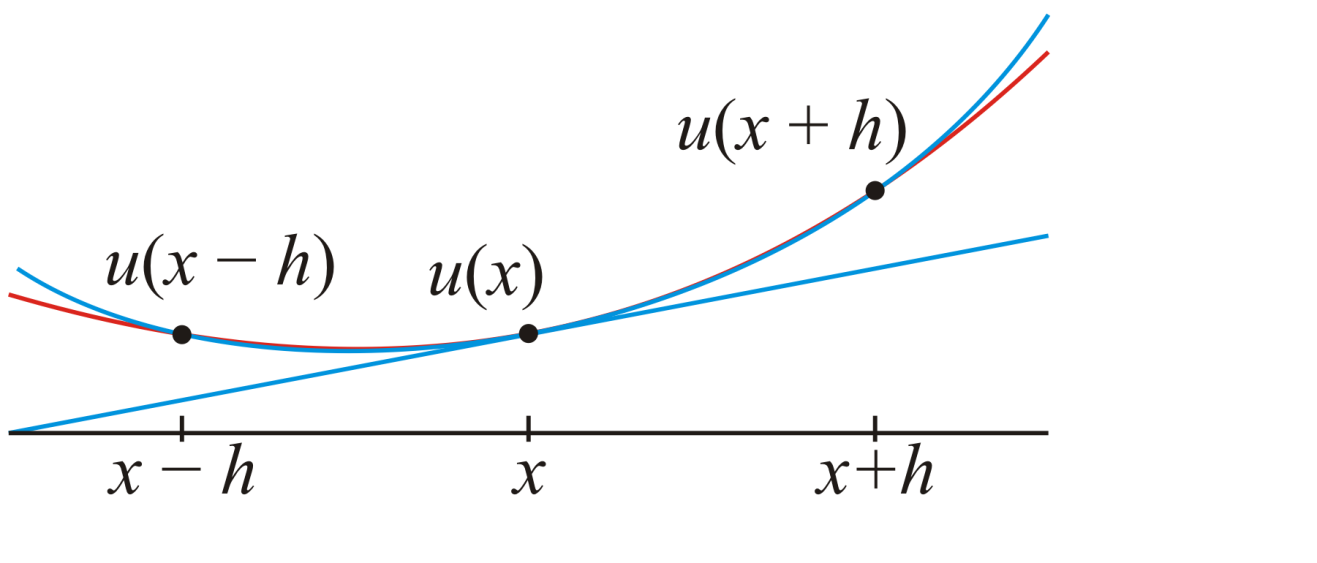 u(x + h)
u(x − h)
u(x)
x − h
x
x+h